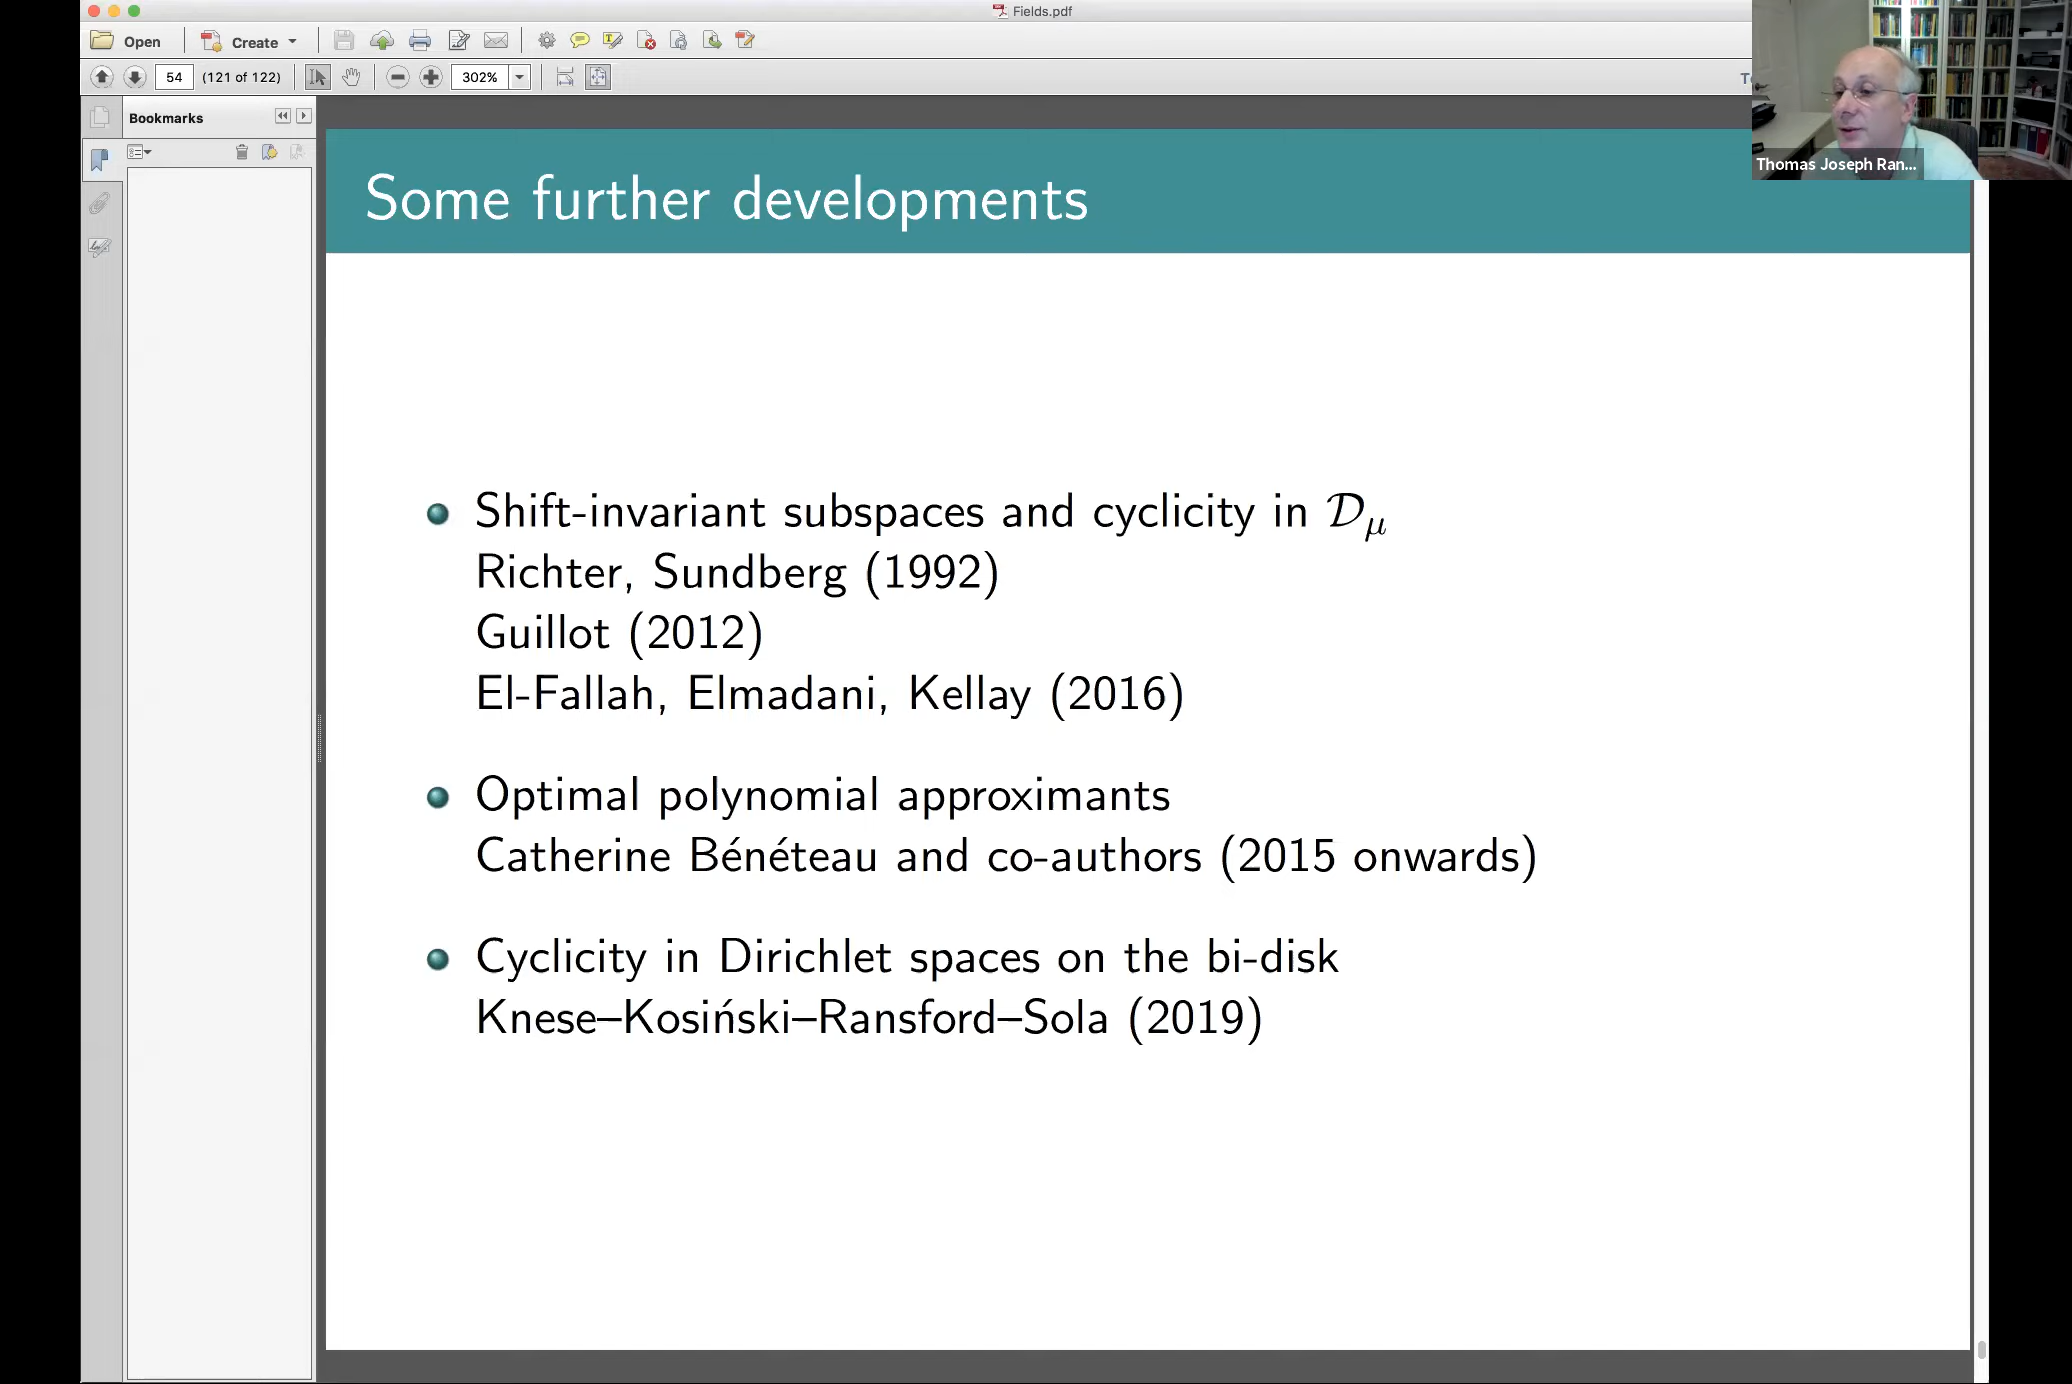 Fields.pdf
Open
Create
54
(121 of 122)
302%
Bookmarks
Thomas Joseph Ran...
Some further developments
Shift-invariant subspaces and cyclicity in 𝒟μ
Richter, Sundberg (1992)
Guillot (2012)
El-Fallah, Elmadani, Kellay (2016)
Optimal polynomial approximants
Catherine Bénéteau and co-authors (2015 onwards)
Cyclicity in Dirichlet spaces on the bi-disk
Knese–Kosiński–Ransford–Sola (2019)